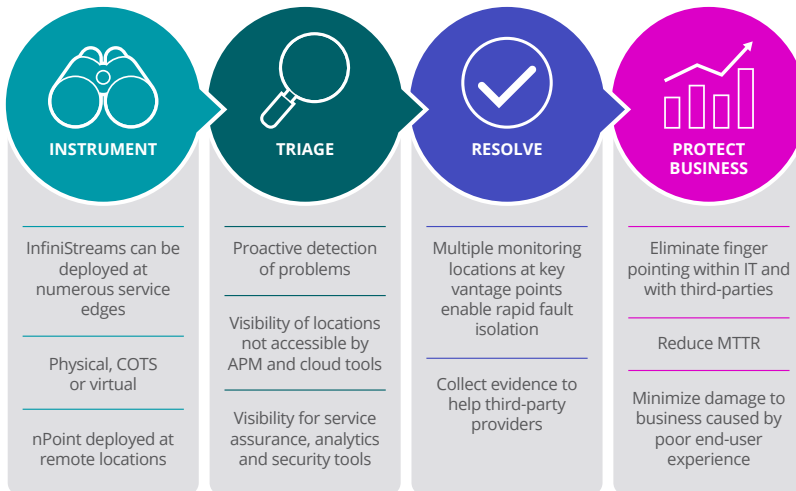 INSTRUMENT
InfiniStreams can be
deployed at
numerous service
edges
Physical, COTS
or virtual
nPoint deployed at
remote locations
TRIAGE
Proactive detection
of problems
Visibility of locations
not accessible by
APM and cloud tools
Visibility for service
assurance, analytics
and security tools
RESOLVE
Multiple monitoring
locations at key
vantage points
enable rapid fault
isolation
Collect evidence to
help third-party
providers
PROTECT
BUSINESS
Eliminate finger
pointing within IT and
with third-parties
Reduce MTTR
Minimize damage to
business caused by
poor end-user
experience